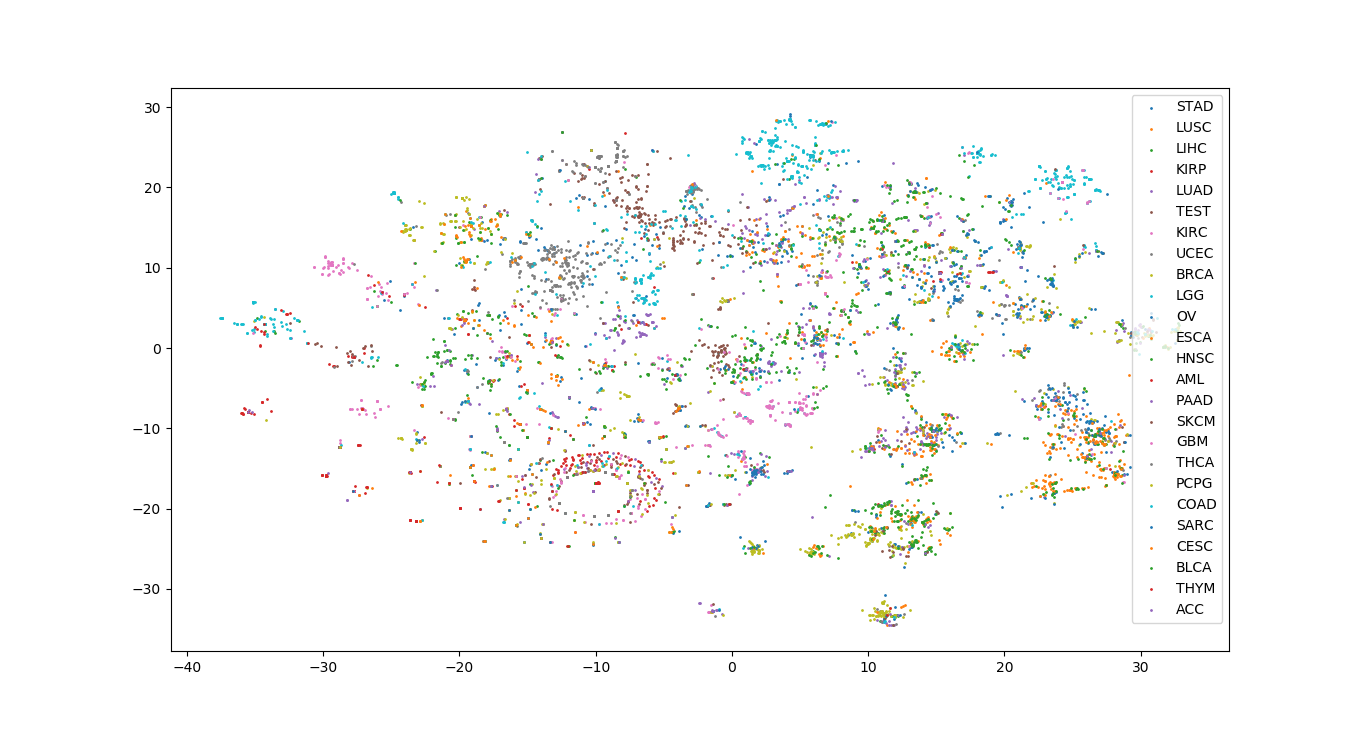 30
20
10
0
−10
−20
−30
−40
−30
−20
−10
0
10
20
30
STAD
LUSC
LIHC
KIRP
LUAD
TEST
KIRC
UCEC
BRCA
LGG
OV
ESCA
HNSC
AML
PAAD
SKCM
GBM
THCA
PCPG
COAD
SARC
CESC
BLCA
THYM
ACC